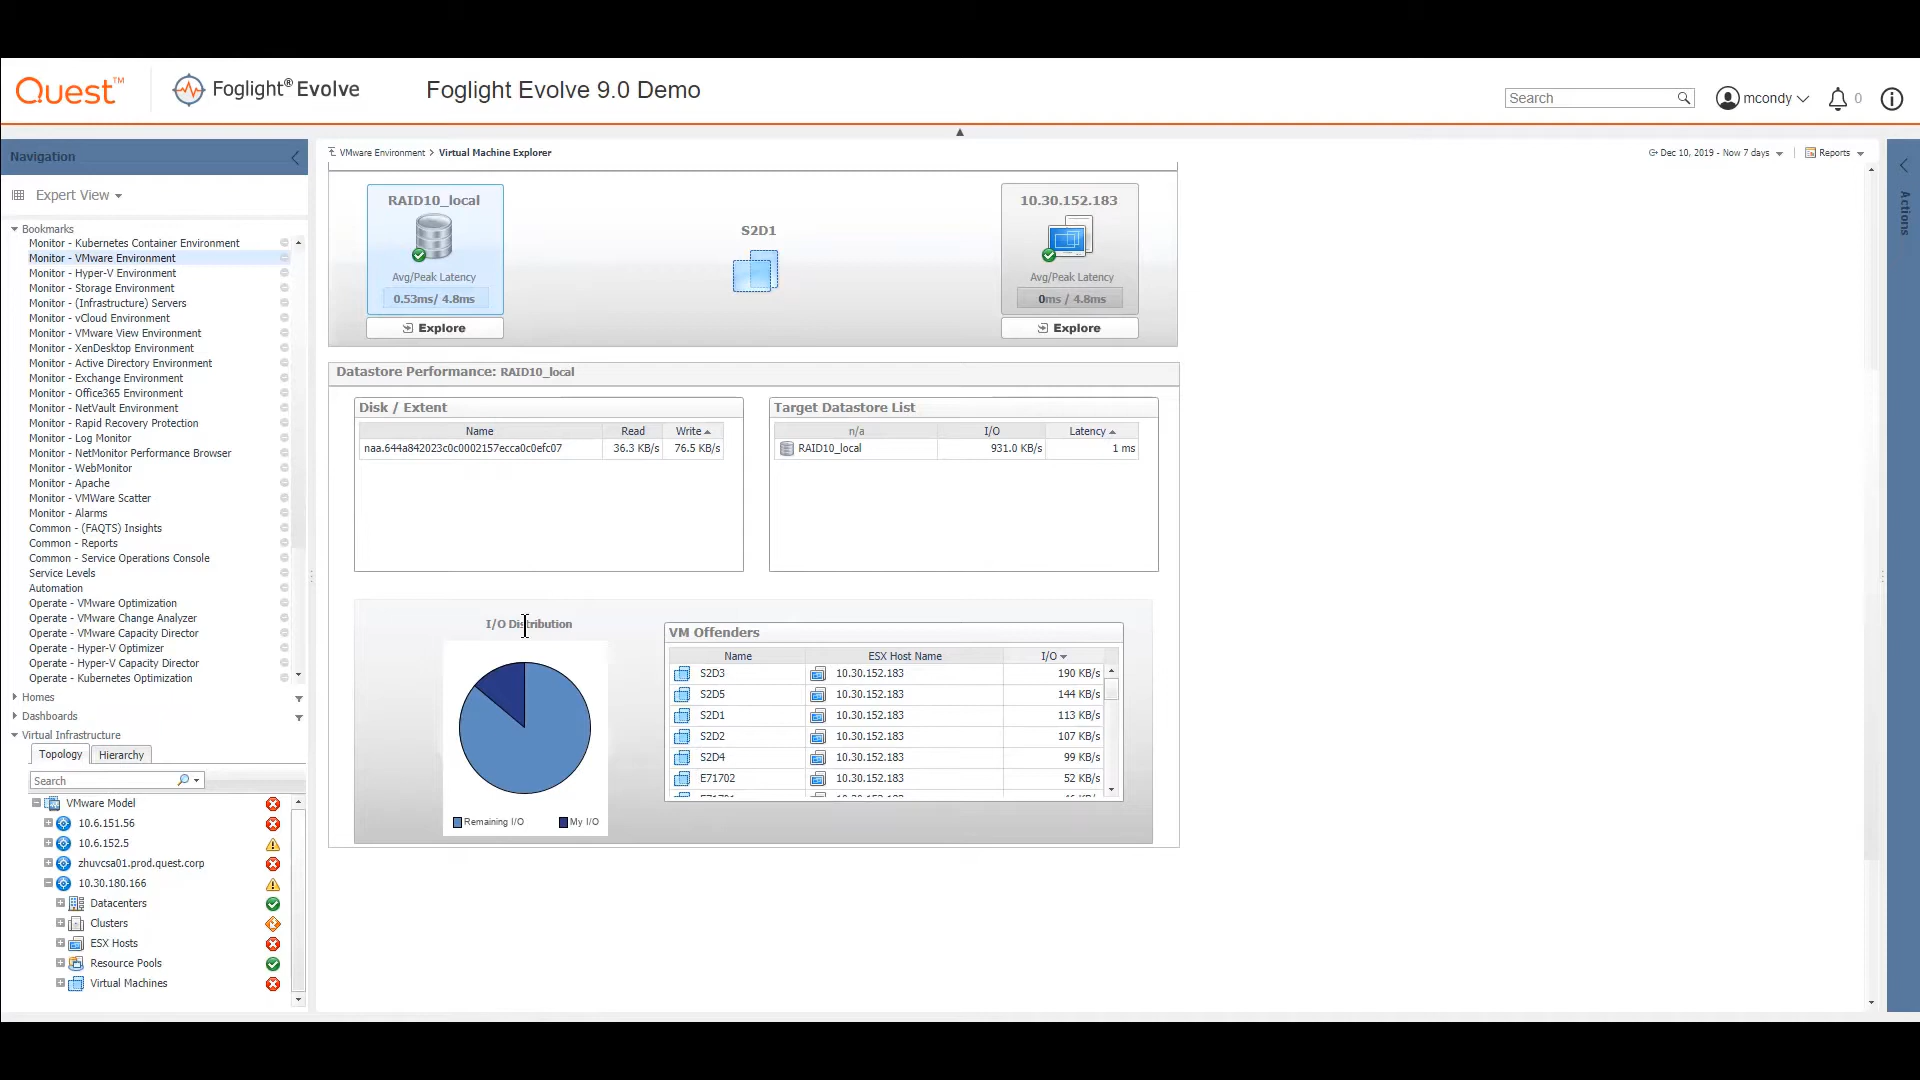 Quest™
Foglight® Evolve
Foglight Evolve 9.0 Demo
Search
mcondy
0
Navigation
Expert View
Bookmarks
Monitor - Kubernetes Container Environment
Monitor - VMware Environment
Monitor - Hyper-V Environment
Monitor - Storage Environment
Monitor - (Infrastructure) Servers
Monitor - vCloud Environment
Monitor - VMware View Environment
Monitor - XenDesktop Environment
Monitor - Active Directory Environment
Monitor - Exchange Environment
Monitor - Office365 Environment
Monitor - NetVault Environment
Monitor - Rapid Recovery Protection
Monitor - Log Monitor
Monitor - NetMonitor Performance Browser
Monitor - WebMonitor
Monitor - Apache
Monitor - VMWare Scatter
Monitor - Alarms
Common - (FAQTS) Insights
Common - Reports
Common - Service Operations Console
Service Levels
Automation
Operate - VMware Optimization
Operate - VMware Change Analyzer
Operate - VMware Capacity Director
Operate - Hyper-V Optimizer
Operate - Hyper-V Capacity Director
Operate - Kubernetes Optimization
Homes
Dashboards
Virtual Infrastructure
Topology Hierarchy
Search
VMware Model
10.6.151.56
10.6.152.5
zhuvcsa01.prod.quest.corp
10.30.180.166
Datacenters
Clusters
ESX Hosts
Resource Pools
Virtual Machines
VMware Environment > Virtual Machine Explorer
Dec 10, 2019 - Now 7 days
Reports
Actions
RAID10_local
Avg/Peak Latency
0.53ms/ 4.8ms
Explore
S2D1
10.30.152.183
Avg/Peak Latency
0ms / 4.8ms
Explore
Datastore Performance: RAID10_local
Disk / Extent
Name Read Write
naa.644a842023c0c0002157ecca0c0efc07 36.3 KB/s 76.5 KB/s
Target Datastore List
n/a I/O Latency
RAID10_local 931.0 KB/s 1 ms
I/O Distribution
Remaining I/O My I/O
VM Offenders
Name ESX Host Name I/O
S2D3 10.30.152.183 190 KB/s
S2D5 10.30.152.183 144 KB/s
S2D1 10.30.152.183 113 KB/s
S2D2 10.30.152.183 107 KB/s
S2D4 10.30.152.183 99 KB/s
E71702 10.30.152.183 52 KB/s